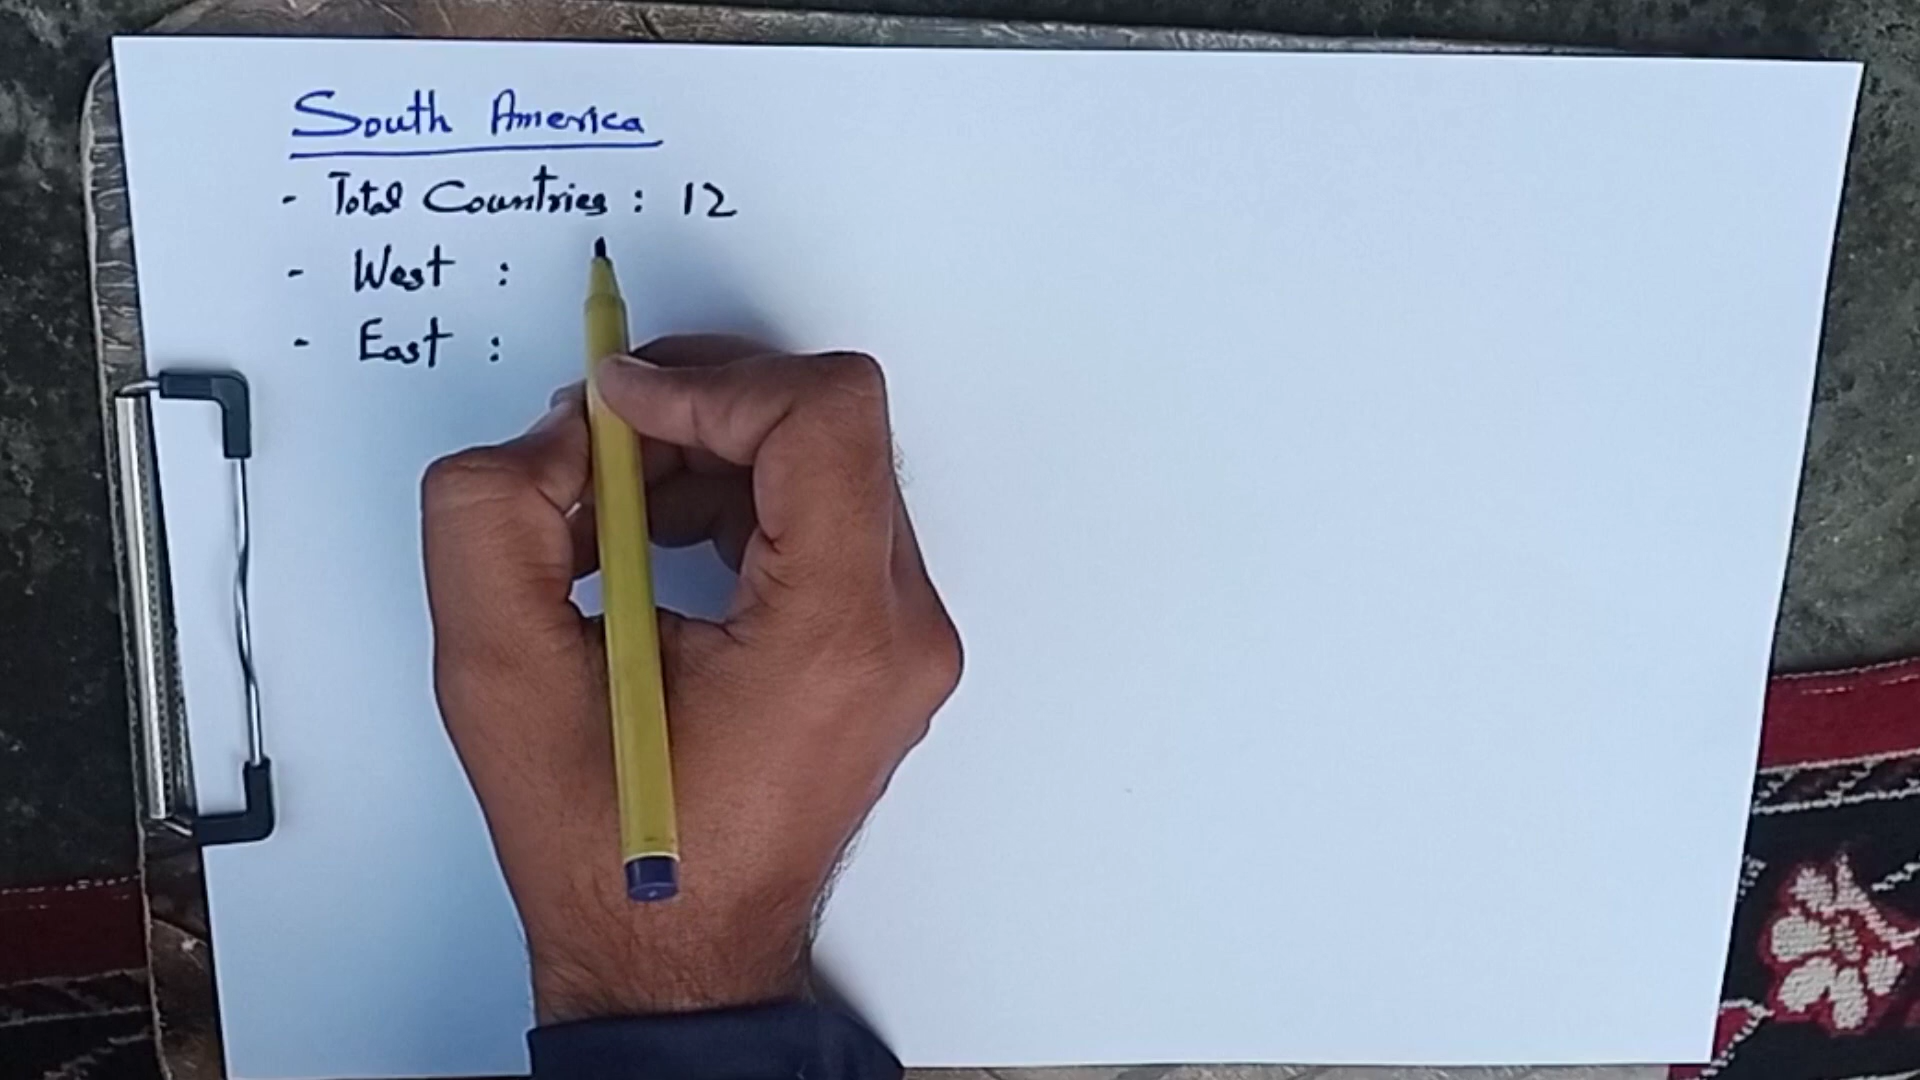 South America
- Total Countries : 12
- West :
- East :